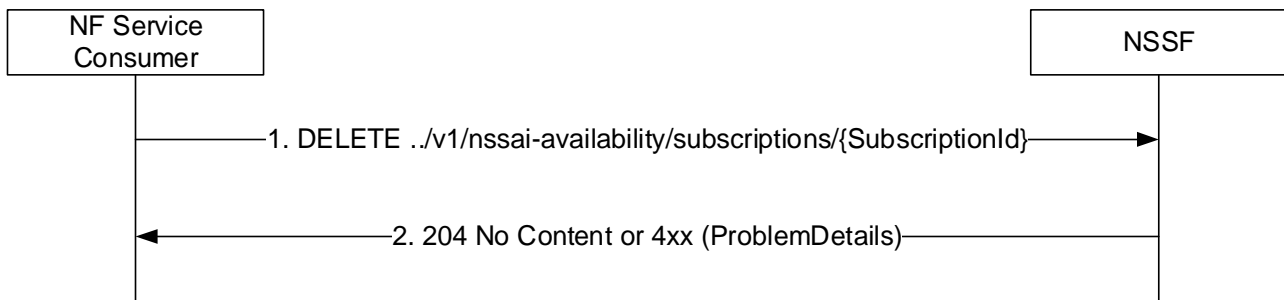 NF Service
Consumer
NSSF
1. DELETE ../v1/nssai-availability/subscriptions/{SubscriptionId}
2. 204 No Content or 4xx (ProblemDetails)